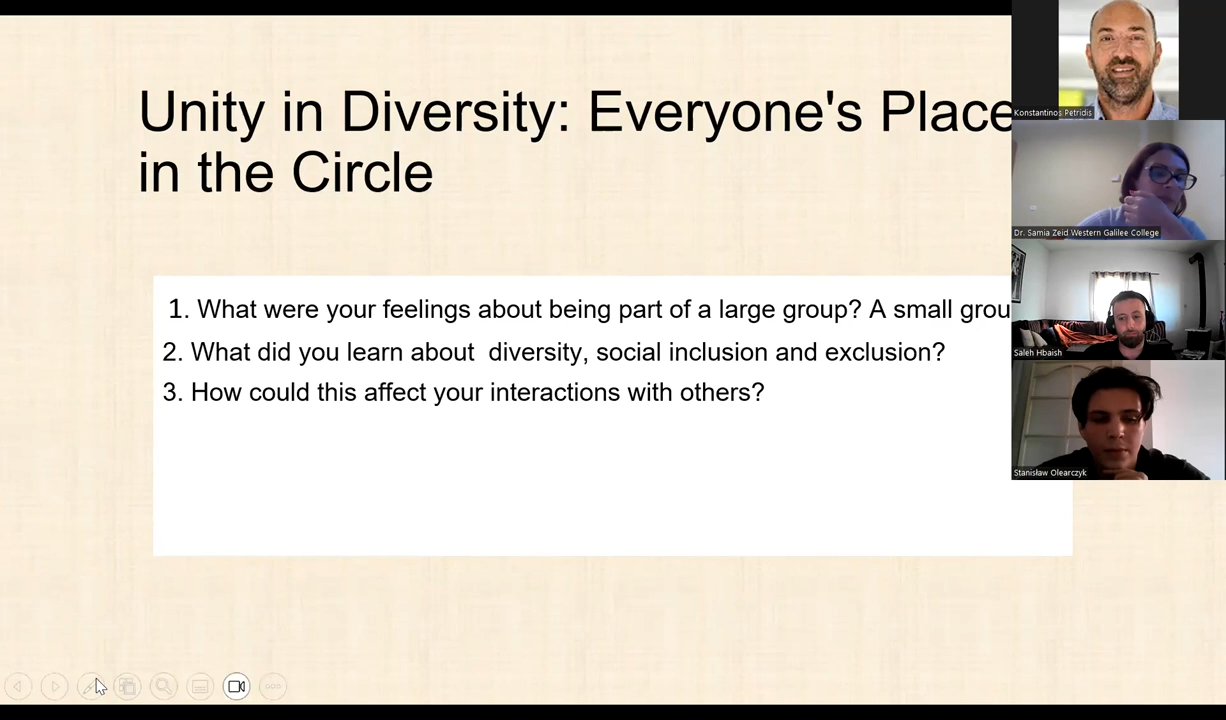 Unity in Diversity: Everyone's Place
in the Circle
1. What were your feelings about being part of a large group? A small grou
2. What did you learn about  diversity, social inclusion and exclusion?
3. How could this affect your interactions with others?
Konstantinos Petridis
Dr. Samia Zeid Western Galilee College
Saleh Hbaish
Stanisław Olearczyk